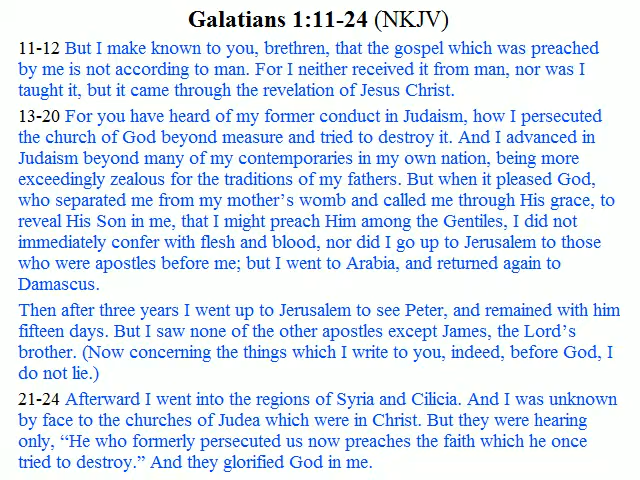 Galatians 1:11-24 (NKJV)
11-12 But I make known to you, brethren, that the gospel which was preached
by me is not according to man. For I neither received it from man, nor was I
taught it, but it came through the revelation of Jesus Christ.
13-20 For you have heard of my former conduct in Judaism, how I persecuted
the church of God beyond measure and tried to destroy it. And I advanced in
Judaism beyond many of my contemporaries in my own nation, being more
exceedingly zealous for the traditions of my fathers. But when it pleased God,
who separated me from my mother’s womb and called me through His grace, to
reveal His Son in me, that I might preach Him among the Gentiles, I did not
immediately confer with flesh and blood, nor did I go up to Jerusalem to those
who were apostles before me; but I went to Arabia, and returned again to
Damascus.
Then after three years I went up to Jerusalem to see Peter, and remained with him
fifteen days. But I saw none of the other apostles except James, the Lord’s
brother. (Now concerning the things which I write to you, indeed, before God, I
do not lie.)
21-24 Afterward I went into the regions of Syria and Cilicia. And I was unknown
by face to the churches of Judea which were in Christ. But they were hearing
only, “He who formerly persecuted us now preaches the faith which he once
tried to destroy.” And they glorified God in me.